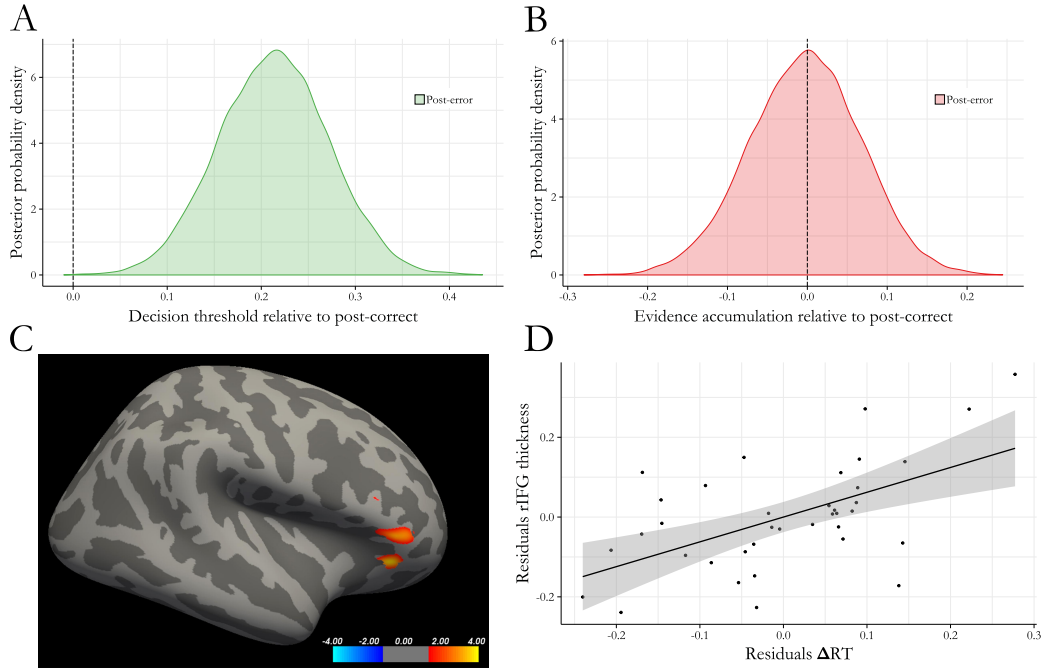 A
B
Posterior probability density
6
4
2
0
Post-error
0.0
0.1
0.2
0.3
0.4
Decision threshold relative to post-correct
Posterior probability density
6
4
2
0
Post-error
-0.3
-0.1
0.0
0.1
0.2
Evidence accumulation relative to post-correct
C
D
-4.00
-2.00
0.00
2.00
4.00
Residuals rIFG thickness
0.2
0.0
-0.2
-0.2
-0.1
0.0
0.1
0.2
0.3
Residuals ΔRT